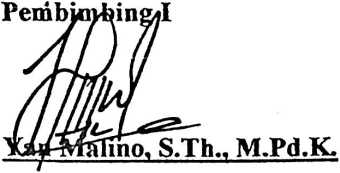 Pembimbing I
Yan Malino, S.Th., M.Pd.K.